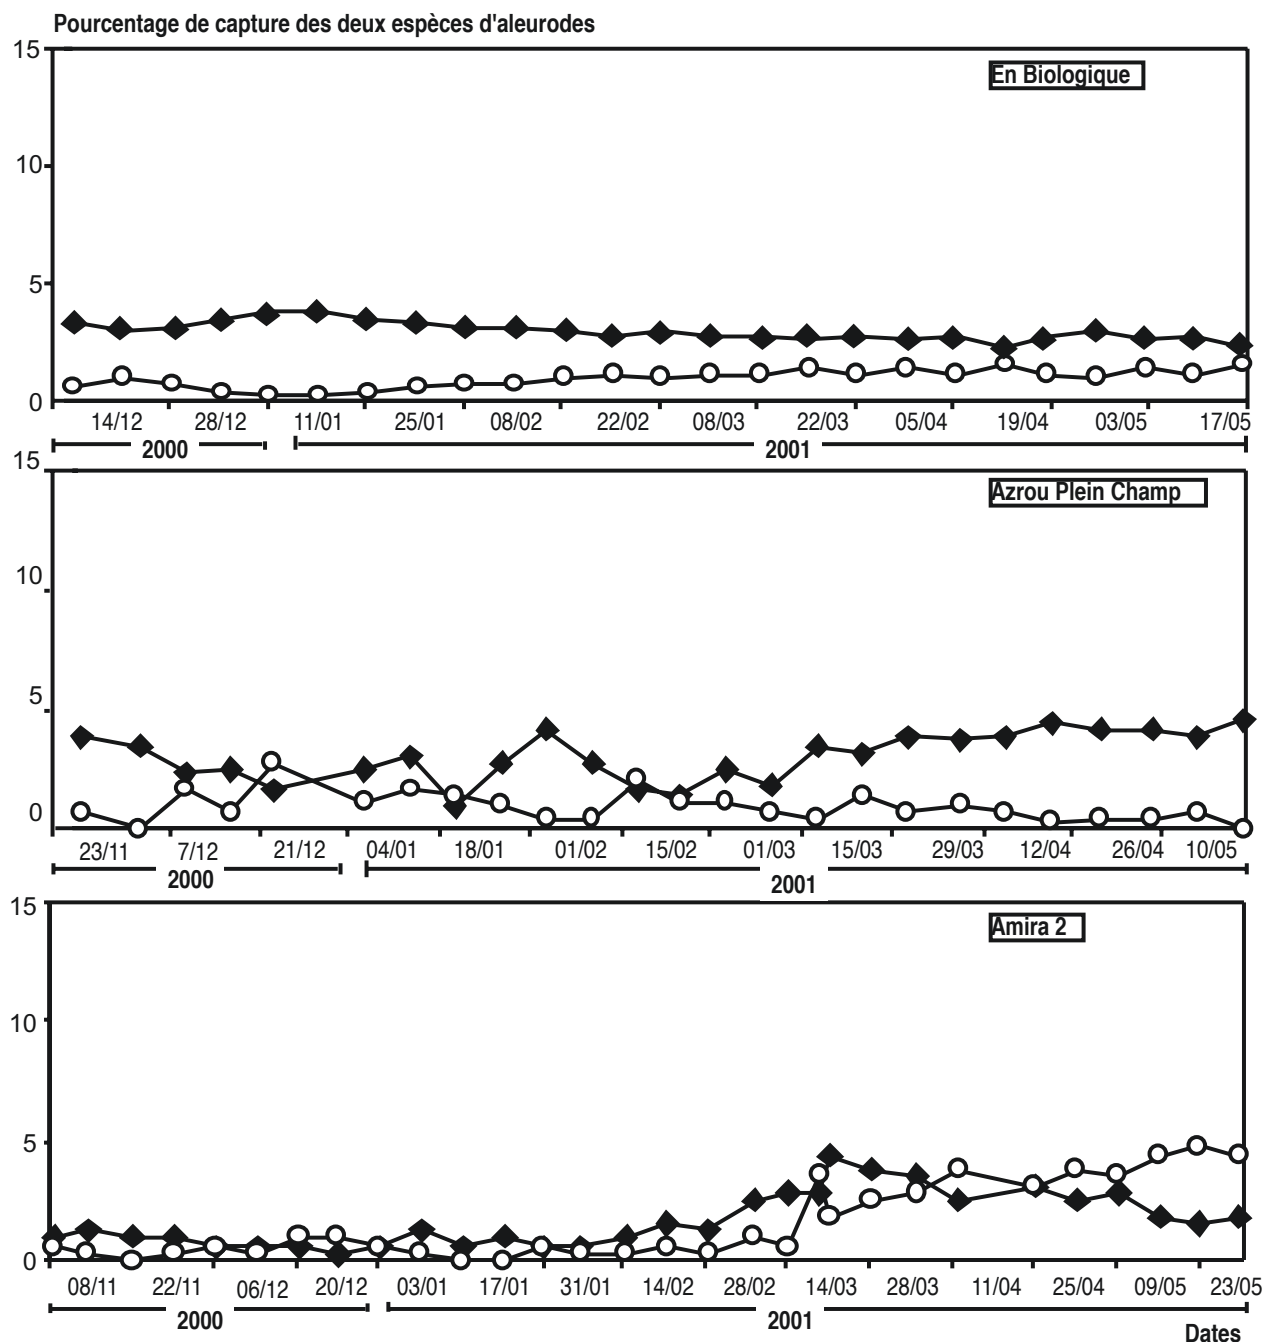 Pourcentage de capture des deux espèces d'aleurodes
15
En Biologique
10
5
0
14/12 28/12 11/01 25/01 08/02 22/02 08/03 22/03 05/04 19/04 03/05 17/05
2000 2001
15
Azrou Plein Champ
10
5
0
23/11 7/12 21/12 04/01 18/01 01/02 15/02 01/03 15/03 29/03 12/04 26/04 10/05
2000 2001
15
Amira 2
10
5
0
08/11 22/11 06/12 20/12 03/01 17/01 31/01 14/02 28/02 14/03 28/03 11/04 25/04 09/05 23/05
2000 2001
Dates